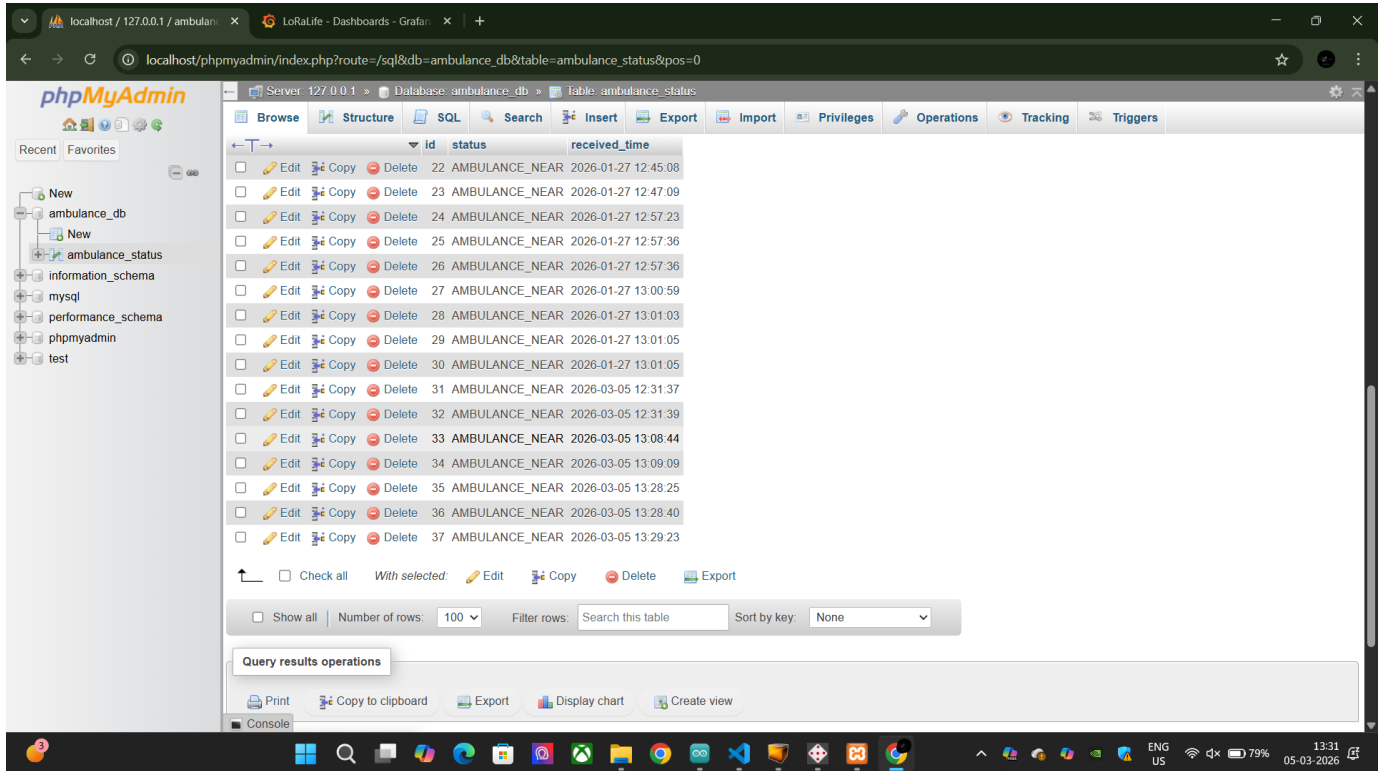 localhost / 127.0.0.1 / ambulanc
LoRaLife - Dashboards - Grafan
localhost/phpmyadmin/index.php?route=/sql&db=ambulance_db&table=ambulance_status&pos=0
phpMyAdmin
Recent Favorites
New
ambulance_db
New
ambulance_status
information_schema
mysql
performance_schema
phpmyadmin
test
Server: 127.0.0.1 » Database: ambulance_db » Table: ambulance_status
Browse Structure SQL Search Insert Export Import Privileges Operations Tracking Triggers
←T→ id status received_time
Edit Copy Delete 22 AMBULANCE_NEAR 2026-01-27 12:45:08
Edit Copy Delete 23 AMBULANCE_NEAR 2026-01-27 12:47:09
Edit Copy Delete 24 AMBULANCE_NEAR 2026-01-27 12:57:23
Edit Copy Delete 25 AMBULANCE_NEAR 2026-01-27 12:57:36
Edit Copy Delete 26 AMBULANCE_NEAR 2026-01-27 12:57:36
Edit Copy Delete 27 AMBULANCE_NEAR 2026-01-27 13:00:59
Edit Copy Delete 28 AMBULANCE_NEAR 2026-01-27 13:01:03
Edit Copy Delete 29 AMBULANCE_NEAR 2026-01-27 13:01:05
Edit Copy Delete 30 AMBULANCE_NEAR 2026-01-27 13:01:05
Edit Copy Delete 31 AMBULANCE_NEAR 2026-03-05 12:31:37
Edit Copy Delete 32 AMBULANCE_NEAR 2026-03-05 12:31:39
Edit Copy Delete 33 AMBULANCE_NEAR 2026-03-05 13:08:44
Edit Copy Delete 34 AMBULANCE_NEAR 2026-03-05 13:09:09
Edit Copy Delete 35 AMBULANCE_NEAR 2026-03-05 13:28:25
Edit Copy Delete 36 AMBULANCE_NEAR 2026-03-05 13:28:40
Edit Copy Delete 37 AMBULANCE_NEAR 2026-03-05 13:29:23
Check all With selected: Edit Copy Delete Export
Show all Number of rows: 100 Filter rows: Search this table Sort by key: None
Query results operations
Print Copy to clipboard Export Display chart Create view
Console
3
ENG
US
79%
13:31
05-03-2026